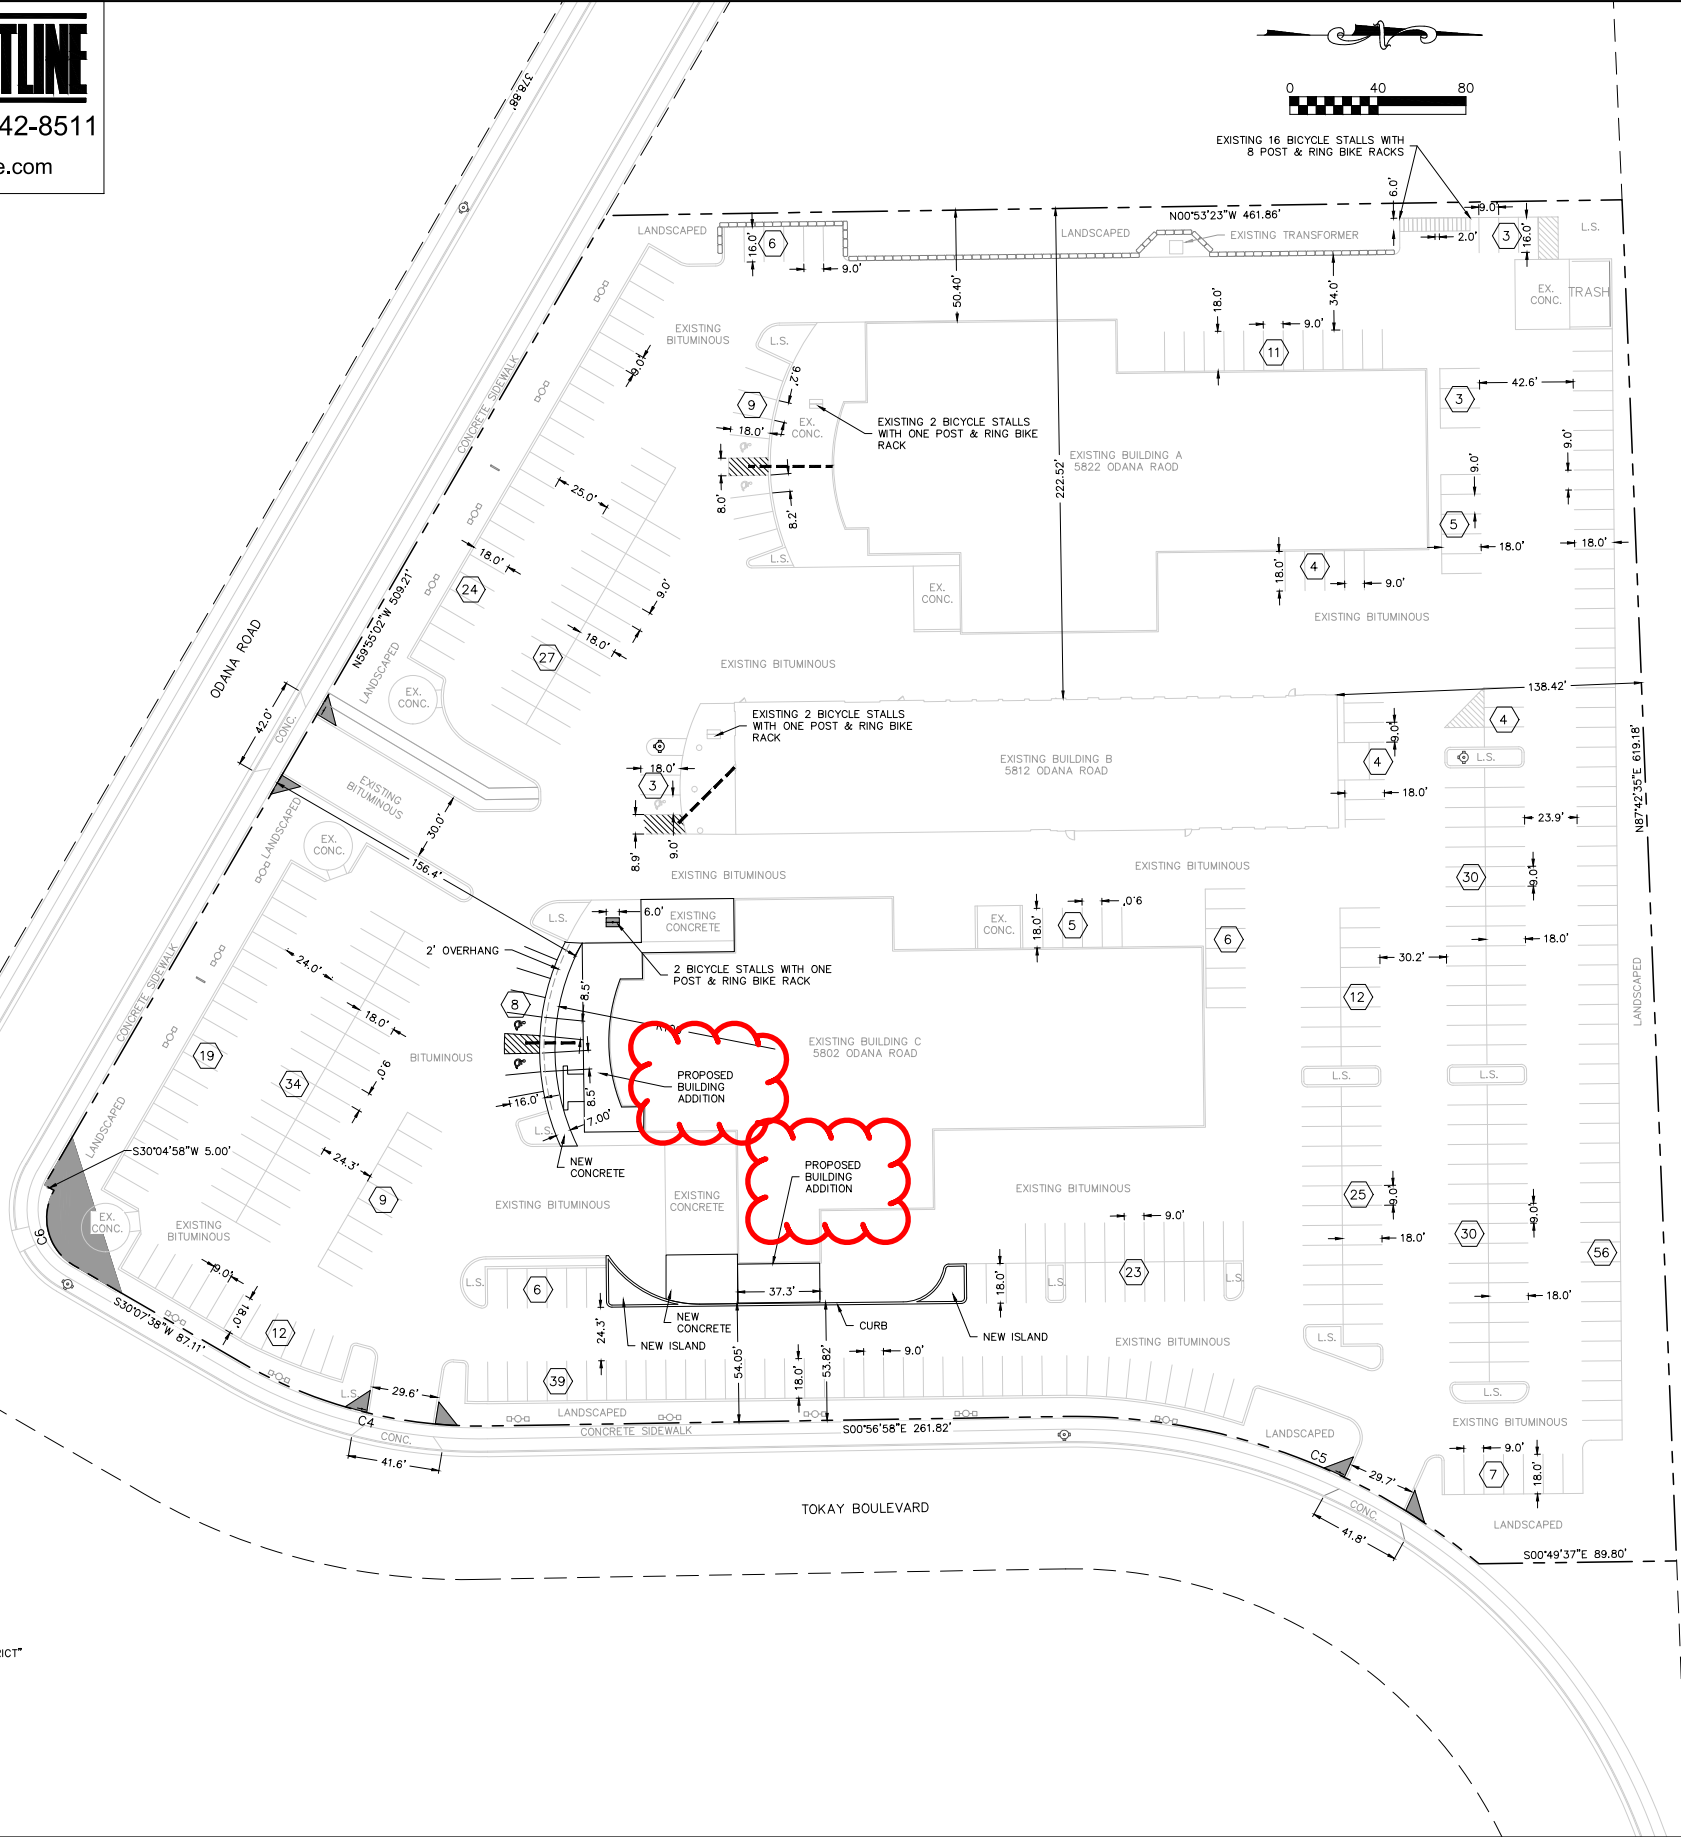 TLINE
42-8511
e.com
378.88'
0 40 80
EXISTING 16 BICYCLE STALLS WITH
8 POST & RING BIKE RACKS
6.0'
9.0'
N00°53'23"W 461.86'
LANDSCAPED
16.0'
6
9.0'
LANDSCAPED
EXISTING TRANSFORMER
2.0'
3
16.0'
L.S.
EX.
CONC.
TRASH
50.40'
18.0'
34.0'
9.0'
11
EXISTING
BITUMINOUS
L.S.
9.0'
9.2'
9
18.0'
EX.
CONC.
EXISTING 2 BICYCLE STALLS
WITH ONE POST & RING BIKE
RACK
EXISTING BUILDING A
5822 ODANA RAOD
222.52'
42.6'
3
9.0'
9.0'
5
18.0'
18.0'
CONCRETE SIDEWALK
25.0'
8.0'
8.2'
L.S.
18.0'
24
9.0'
18.0'
27
EX.
CONC.
18.0'
4
9.0'
EXISTING BITUMINOUS
EXISTING BITUMINOUS
ODANA ROAD
N59°55'02"W 509.21'
LANDSCAPED
EX.
CONC.
42.0'
CONC.
138.42'
EXISTING 2 BICYCLE STALLS
WITH ONE POST & RING BIKE
RACK
18.0'
3
8.9'
9.0'
EXISTING BUILDING B
5812 ODANA ROAD
9.0'
4
18.0'
4
L.S.
23.9'
N87°42'35"E 619.18'
EXISTING
BITUMINOUS
30.0'
LANDSCAPED
EX.
CONC.
156.4'
EXISTING BITUMINOUS
EXISTING BITUMINOUS
30
9.0'
L.S.
6.0'
EXISTING
CONCRETE
EX.
CONC.
18.0'
5
9.0'
6
18.0'
30.2'
2' OVERHANG
2 BICYCLE STALLS WITH ONE
POST & RING BIKE RACK
CONCRETE SIDEWALK
24.0'
18.0'
8
8.5'
12
LANDSCAPED
EXISTING BUILDING C
5802 ODANA ROAD
BITUMINOUS
19
34
9.0'
PROPOSED
BUILDING
ADDITION
16.0'
8.5'
7.00'
L.S.
L.S.
L.S.
LANDSCAPED
S30°04'58"W 5.00'
24.3'
9
NEW
CONCRETE
PROPOSED
BUILDING
ADDITION
EXISTING BITUMINOUS
EXISTING
CONCRETE
EXISTING BITUMINOUS
25
9.0'
18.0'
9.0'
30
9.0'
56
EX.
CONC.
C6
EXISTING
BITUMINOUS
9.0'
18.0'
12
S30°07'38"W 87.11'
L.S.
6
37.3'
18.0'
L.S.
23
L.S.
18.0'
24.3'
NEW
CONCRETE
NEW ISLAND
CURB
NEW ISLAND
54.05'
53.82'
9.0'
18.0'
EXISTING BITUMINOUS
L.S.
39
L.S.
29.6'
C4
CONC.
41.6'
LANDSCAPED
CONCRETE SIDEWALK
S00°56'58"E 261.82'
LANDSCAPED
L.S.
EXISTING BITUMINOUS
C5
29.7'
9.0'
7
18.0'
TOKAY BOULEVARD
CONC.
41.8'
LANDSCAPED
S00°49'37"E 89.80'
RICT"